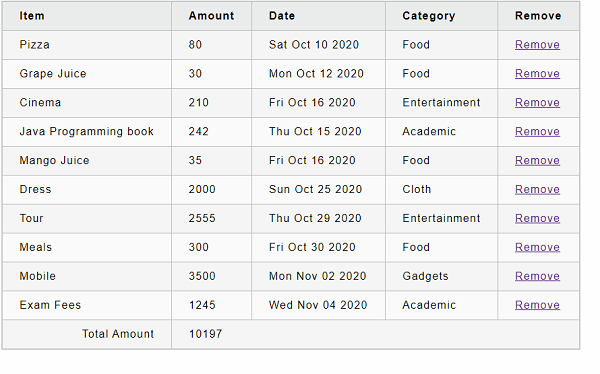 Item Amount Date Category Remove
Pizza 80 Sat Oct 10 2020 Food Remove
Grape Juice 30 Mon Oct 12 2020 Food Remove
Cinema 210 Fri Oct 16 2020 Entertainment Remove
Java Programming book 242 Thu Oct 15 2020 Academic Remove
Mango Juice 35 Fri Oct 16 2020 Food Remove
Dress 2000 Sun Oct 25 2020 Cloth Remove
Tour 2555 Thu Oct 29 2020 Entertainment Remove
Meals 300 Fri Oct 30 2020 Food Remove
Mobile 3500 Mon Nov 02 2020 Gadgets Remove
Exam Fees 1245 Wed Nov 04 2020 Academic Remove
Total Amount 10197